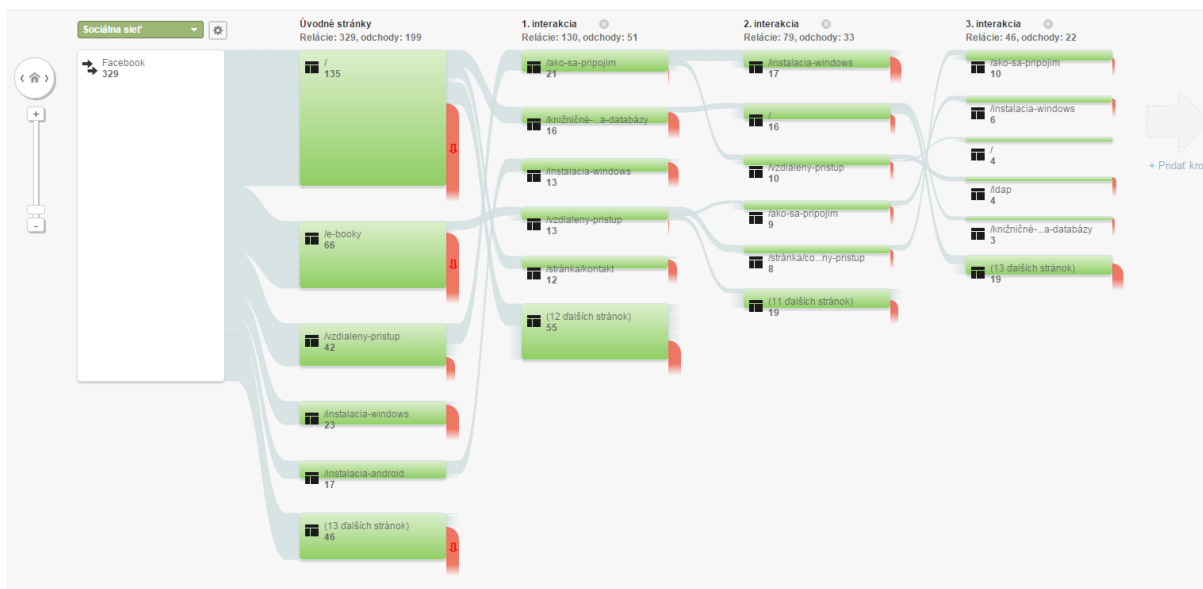 Sociálna sieť
Facebook
329
Úvodné stránky
Relácie: 329, odchody: 199
/
135
/e-booky
66
/vzdialeny-pristup
42
/instalacia-windows
23
/instalacia-android
17
(13 ďalších stránok)
46
1. interakcia
Relácie: 130, odchody: 51
/ako-sa-pripojim
21
/knižničné-...a-databázy
16
/instalacia-windows
13
/vzdialeny-pristup
13
/stránka/kontakt
12
(12 ďalších stránok)
55
2. interakcia
Relácie: 79, odchody: 33
/instalacia-windows
17
/
16
/vzdialeny-pristup
10
/ako-sa-pripojim
9
/stránka/co...ny-pristup
8
(11 ďalších stránok)
19
3. interakcia
Relácie: 46, odchody: 22
/ako-sa-pripojim
10
/instalacia-windows
6
/
4
/ldap
4
/knižničné-...a-databázy
3
(13 ďalších stránok)
19
+ Pridať kro